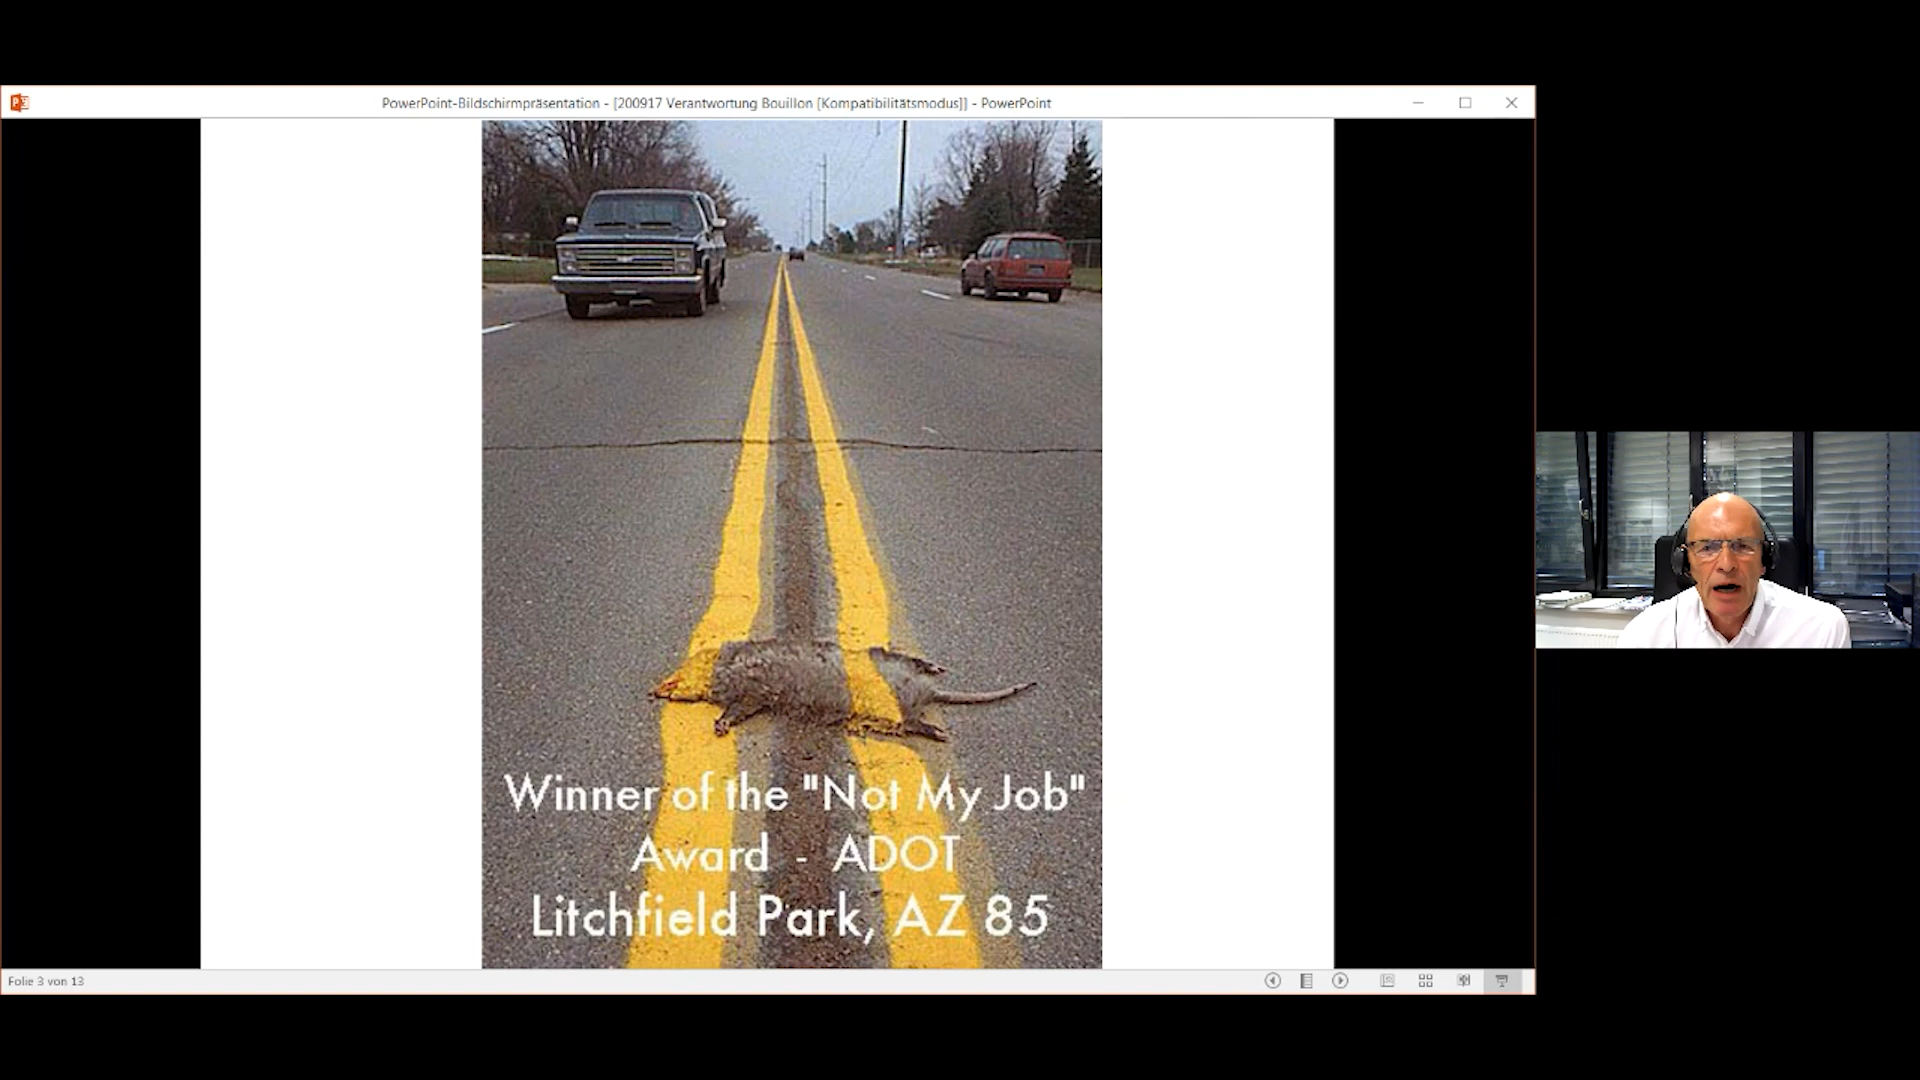 PowerPoint-Bildschirmpräsentation - [200917 Verantwortung Bouillon [Kompatibilitätsmodus]] - PowerPoint
Winner of the "Not My Job"
Award - ADOT
Litchfield Park, AZ 85
Folie 3 von 13